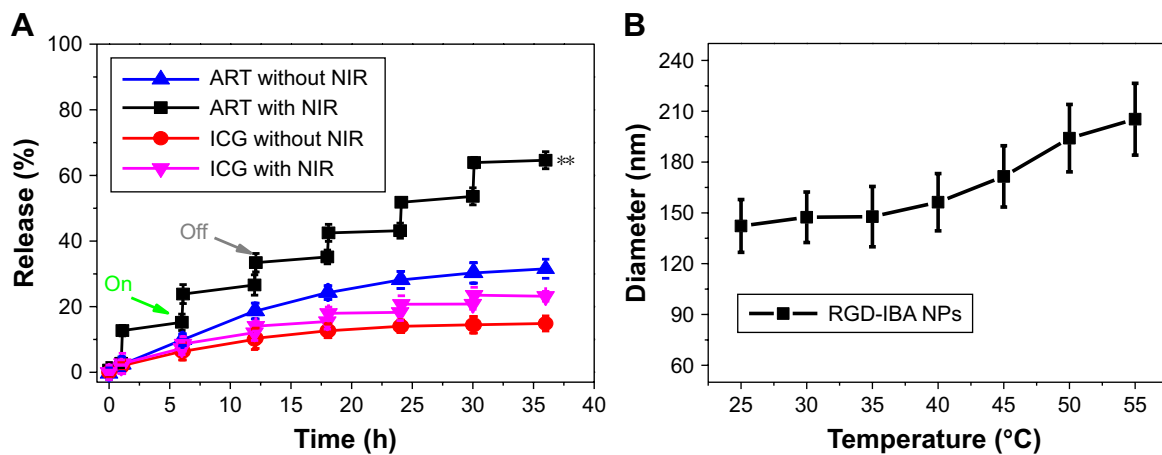 A
Release (%)
100
80
60
40
20
0
ART without NIR
ART with NIR
ICG without NIR
ICG with NIR
On
Off
**
0 5 10 15 20 25 30 35 40
Time (h)
B
Diameter (nm)
240
210
180
150
120
90
60
RGD-IBA NPs
25 30 35 40 45 50 55
Temperature (°C)